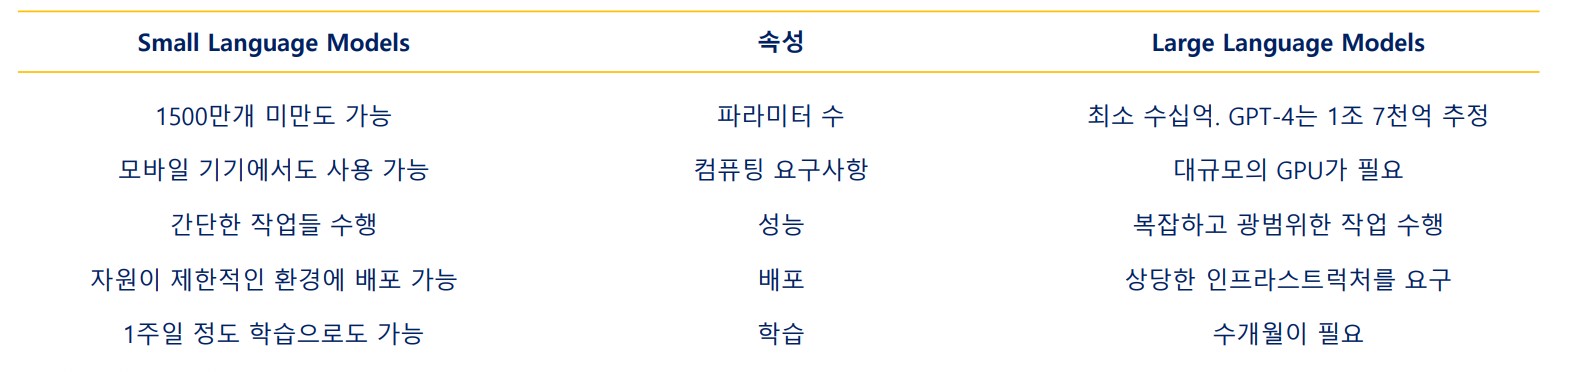 Small Language Models 속성 Large Language Models
1500만개 미만도 가능 파라미터 수 최소 수십억. GPT-4는 1조 7천억 추정
모바일 기기에서도 사용 가능 컴퓨팅 요구사항 대규모의 GPU가 필요
간단한 작업들 수행 성능 복잡하고 광범위한 작업 수행
자원이 제한적인 환경에 배포 가능 배포 상당한 인프라스트럭처를 요구
1주일 정도 학습으로도 가능 학습 수개월이 필요